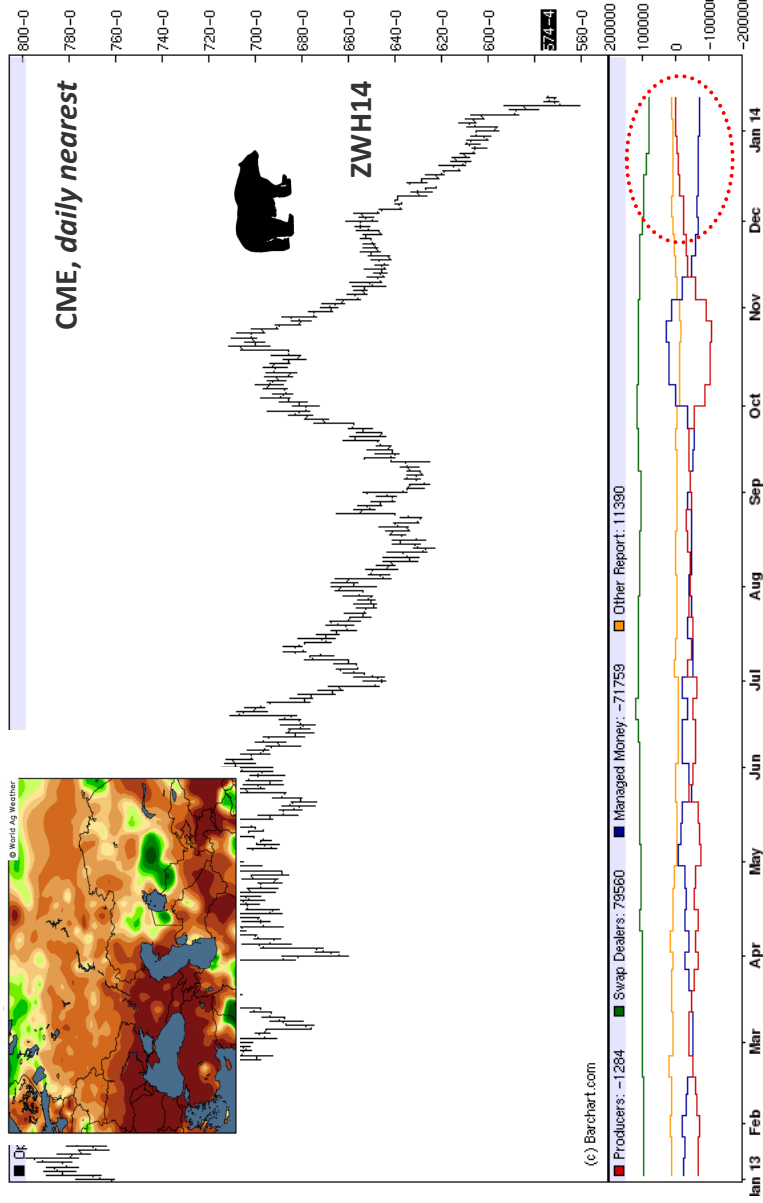 CME, daily nearest
ZWH14
© World Ag Weather
Op
(c) Barchart.com
800-0
780-0
760-0
740-0
720-0
700-0
680-0
660-0
640-0
620-0
600-0
574-4
560-0
Producers: -1284 Swap Dealers: 79560 Managed Money: -71759 Other Report: 11390
200000
100000
0
-100000
-200000
Jan 13 Feb Mar Apr May Jun Jul Aug Sep Oct Nov Dec Jan 14